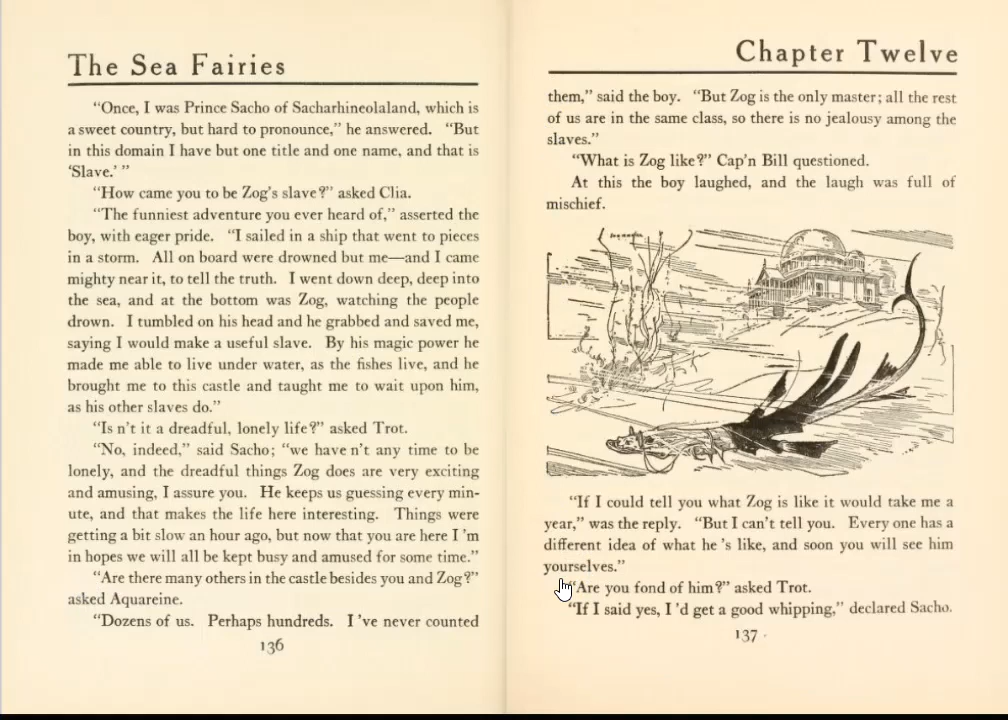 The Sea Fairies
“Once, I was Prince Sacho of Sacharhineolaland, which is
a sweet country, but hard to pronounce,” he answered. “But
in this domain I have but one title and one name, and that is
‘Slave.’ ”
“How came you to be Zog's slave?” asked Clia.
“The funniest adventure you ever heard of,” asserted the
boy, with eager pride. “I sailed in a ship that went to pieces
in a storm. All on board were drowned but me—and I came
mighty near it, to tell the truth. I went down deep, deep into
the sea, and at the bottom was Zog, watching the people
drown. I tumbled on his head and he grabbed and saved me,
saying I would make a useful slave. By his magic power he
made me able to live under water, as the fishes live, and he
brought me to this castle and taught me to wait upon him,
as his other slaves do.”
“Is n't it a dreadful, lonely life?” asked Trot.
“No, indeed,” said Sacho; “we have n't any time to be
lonely, and the dreadful things Zog does are very exciting
and amusing, I assure you. He keeps us guessing every min-
ute, and that makes the life here interesting. Things were
getting a bit slow an hour ago, but now that you are here I 'm
in hopes we will all be kept busy and amused for some time.”
“Are there many others in the castle besides you and Zog?”
asked Aquareine.
“Dozens of us. Perhaps hundreds. I 've never counted
136
Chapter Twelve
them,” said the boy. “But Zog is the only master; all the rest
of us are in the same class, so there is no jealousy among the
slaves.”
“What is Zog like?” Cap'n Bill questioned.
At this the boy laughed, and the laugh was full of
mischief.
“If I could tell you what Zog is like it would take me a
year,” was the reply. “But I can't tell you. Every one has a
different idea of what he 's like, and soon you will see him
yourselves.”
“Are you fond of him?” asked Trot.
“If I said yes, I 'd get a good whipping,” declared Sacho.
137